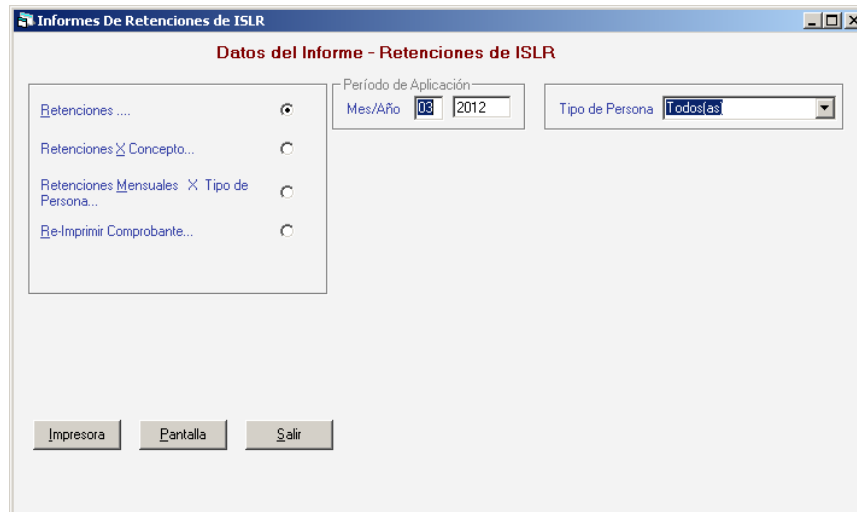 Informes De Retenciones de ISLR
Datos del Informe - Retenciones de ISLR
Retenciones ....
Retenciones X Concepto...
Retenciones Mensuales X Tipo de
Persona...
Re-Imprimir Comprobante...
Período de Aplicación
Mes/Año 03 2012
Tipo de Persona Todos(as)
Impresora Pantalla Salir